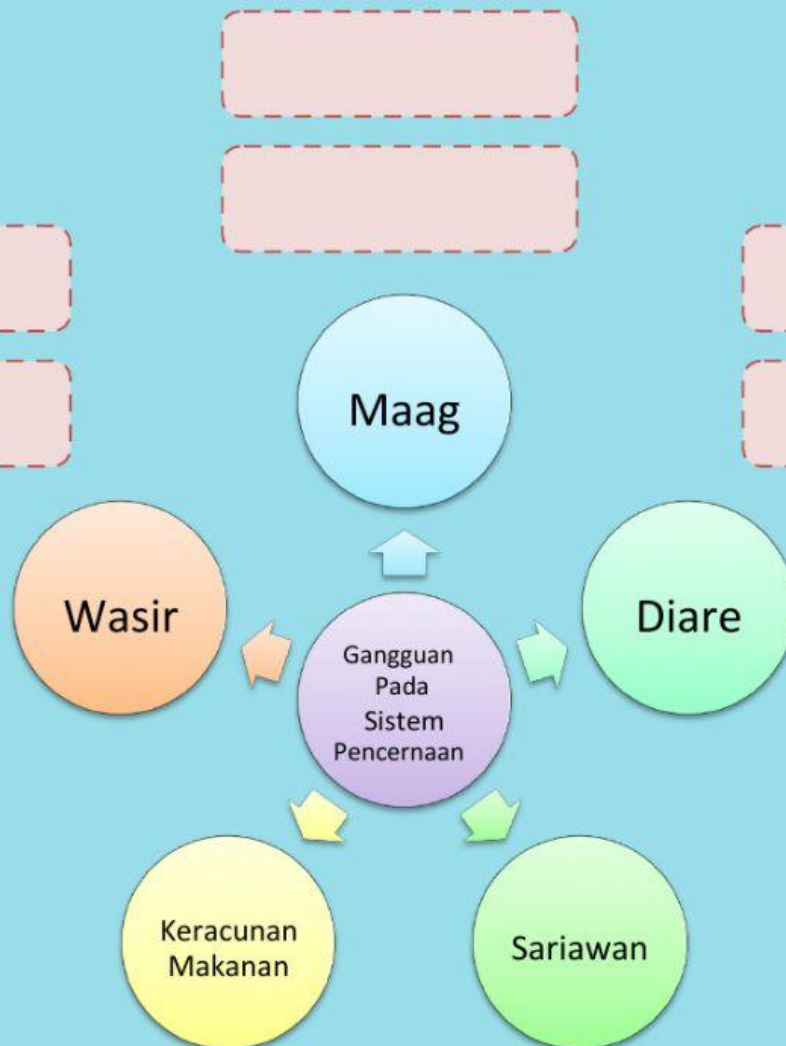 Maag
Wasir
Diare
Gangguan
Pada
Sistem
Pencernaan
Keracunan
Makanan
Sariawan